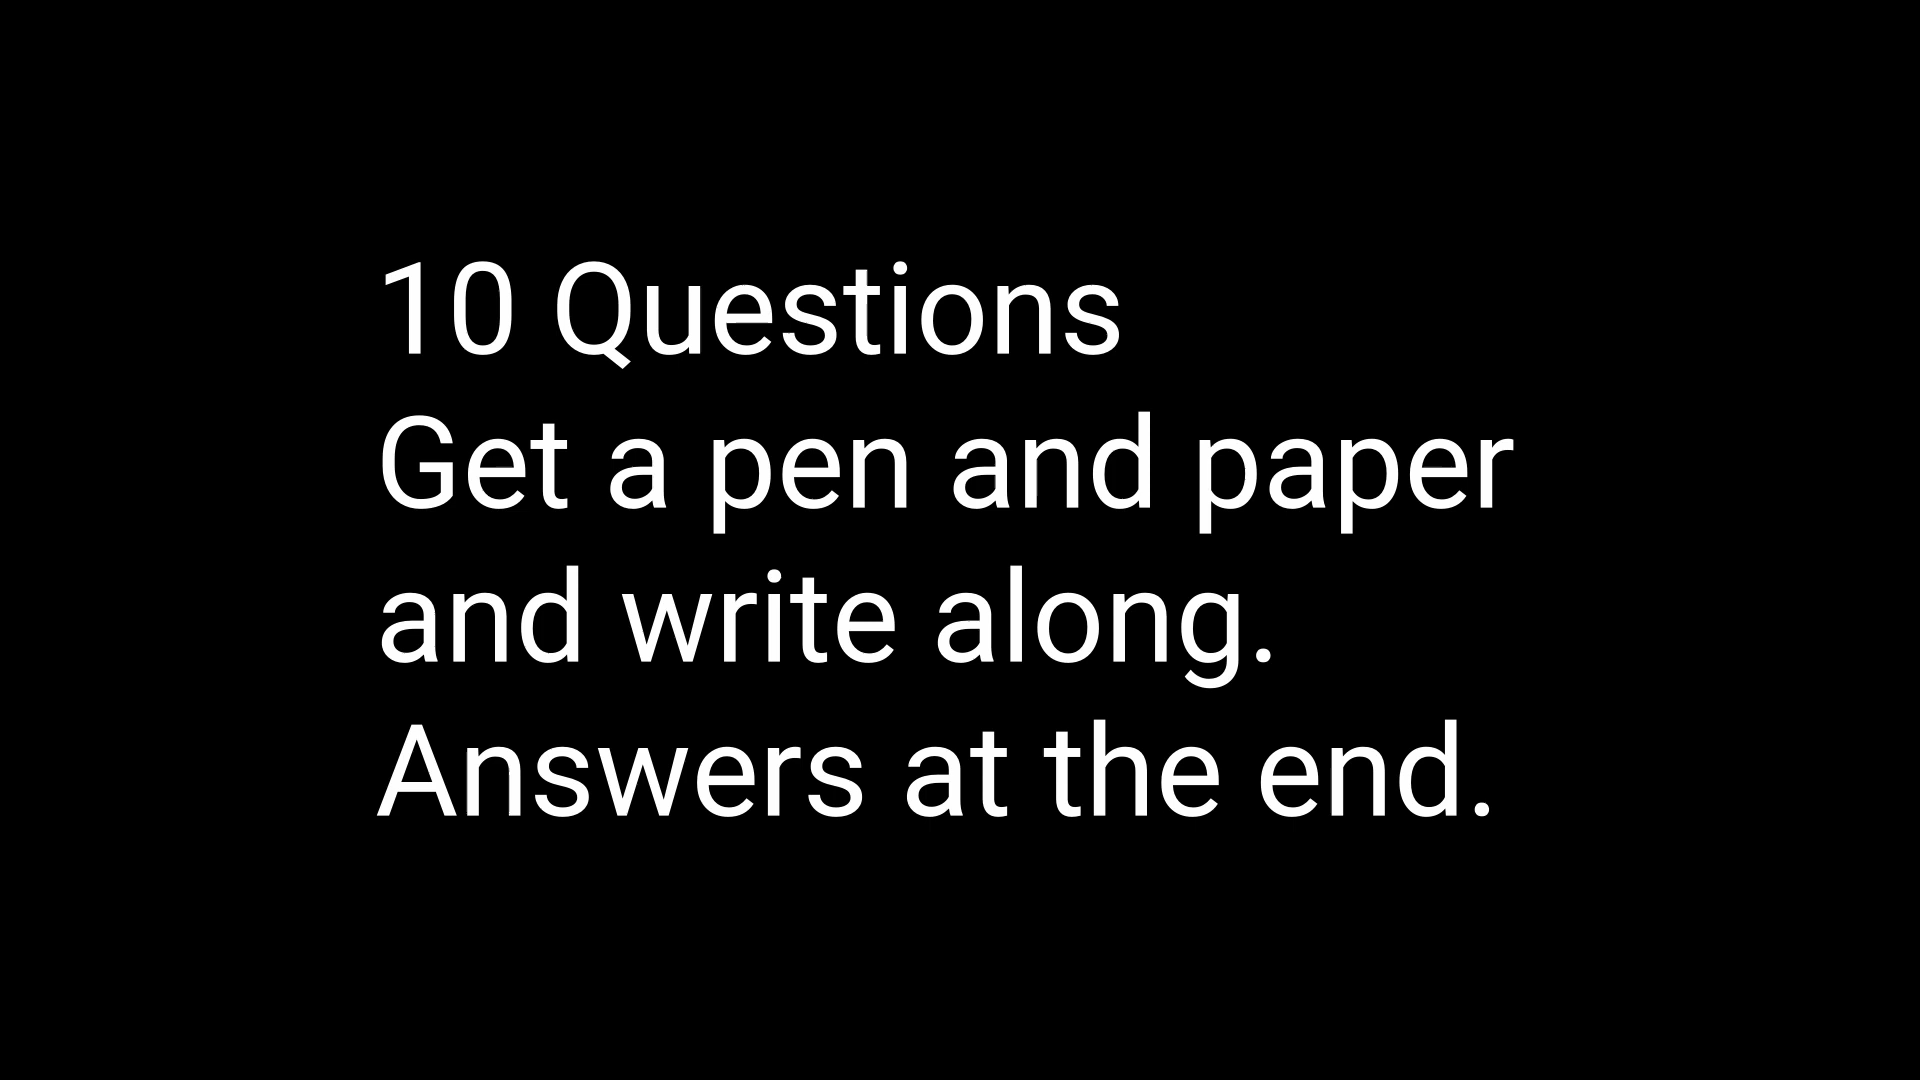 10 Questions
Get a pen and paper
and write along.
Answers at the end.